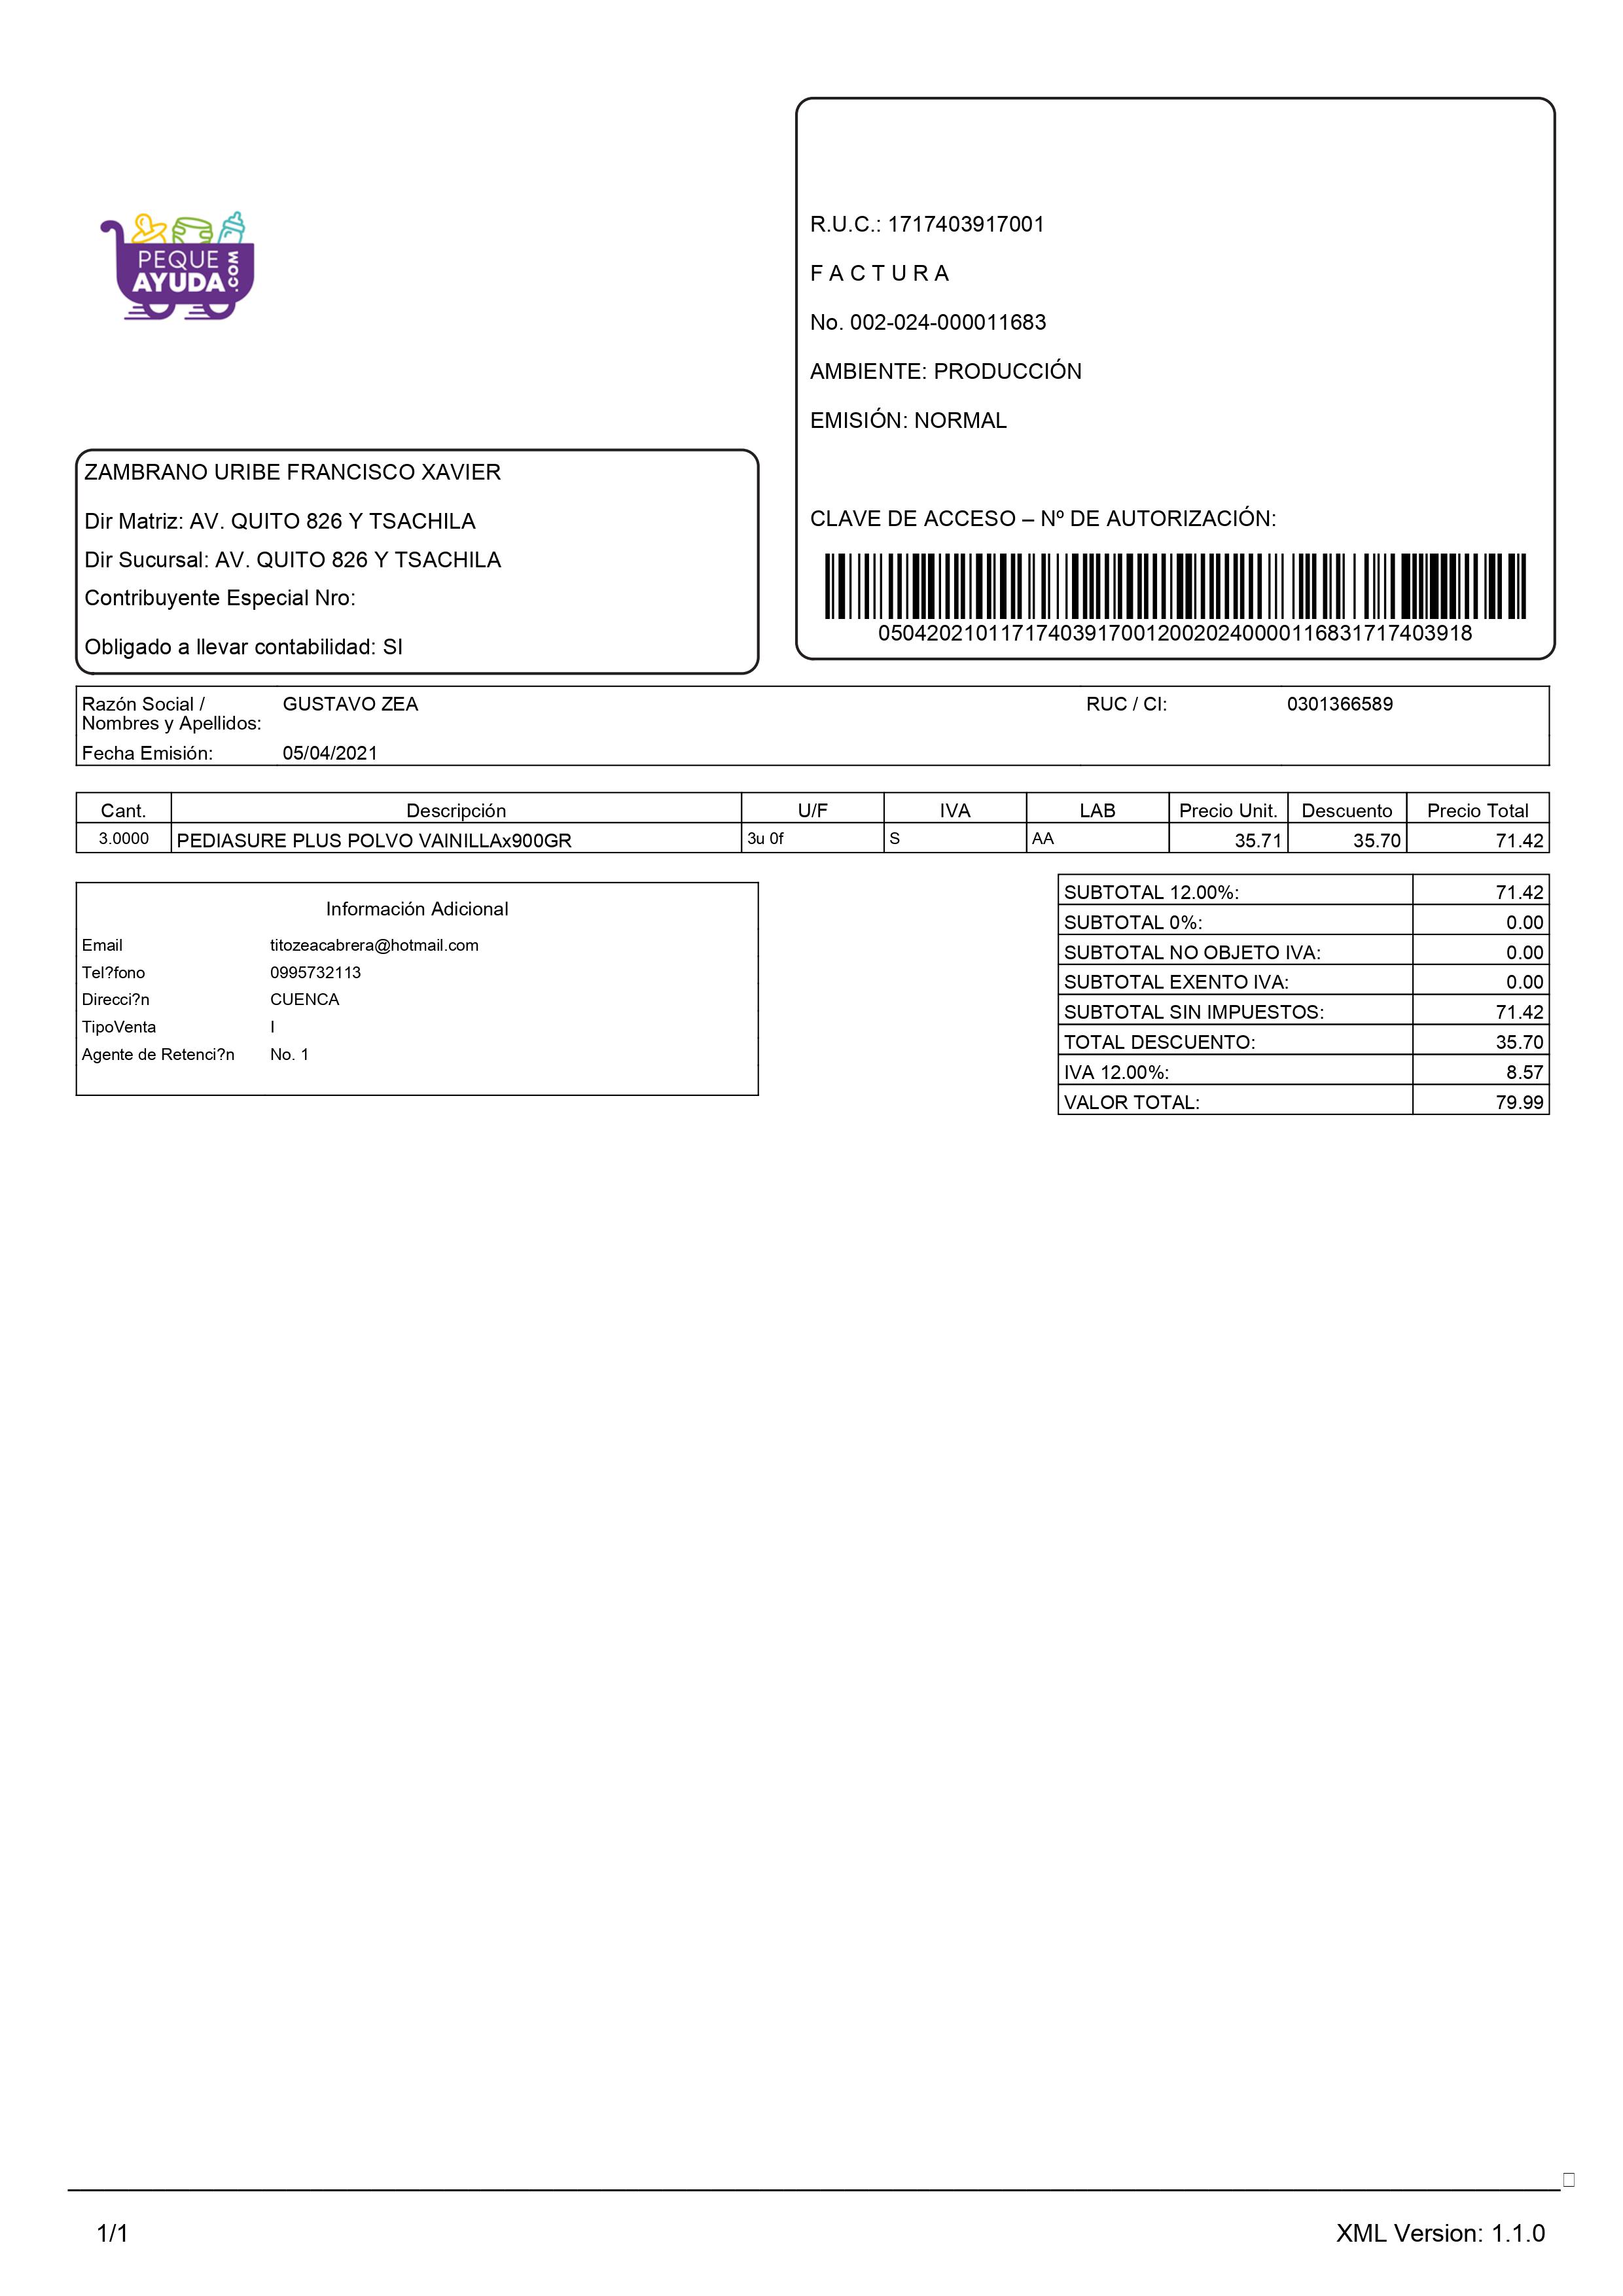 PEQUE
AYUDA
.COM
R.U.C.: 1717403917001
F A C T U R A
No. 002-024-000011683
AMBIENTE: PRODUCCIÓN
EMISIÓN: NORMAL
CLAVE DE ACCESO – Nº DE AUTORIZACIÓN:
0504202101171740391700120020240000116831717403918
ZAMBRANO URIBE FRANCISCO XAVIER
Dir Matriz: AV. QUITO 826 Y TSACHILA
Dir Sucursal: AV. QUITO 826 Y TSACHILA
Contribuyente Especial Nro:
Obligado a llevar contabilidad: SI
Razón Social / GUSTAVO ZEA RUC / CI: 0301366589
Nombres y Apellidos:
Fecha Emisión: 05/04/2021
Cant. Descripción U/F IVA LAB Precio Unit. Descuento Precio Total
3.0000 PEDIASURE PLUS POLVO VAINILLAx900GR 3u 0f S AA 35.71 35.70 71.42
Información Adicional
Email titozeacabrera@hotmail.com
Tel?fono 0995732113
Direcci?n CUENCA
TipoVenta I
Agente de Retenci?n No. 1
SUBTOTAL 12.00%: 71.42
SUBTOTAL 0%: 0.00
SUBTOTAL NO OBJETO IVA: 0.00
SUBTOTAL EXENTO IVA: 0.00
SUBTOTAL SIN IMPUESTOS: 71.42
TOTAL DESCUENTO: 35.70
IVA 12.00%: 8.57
VALOR TOTAL: 79.99
1/1 XML Version: 1.1.0